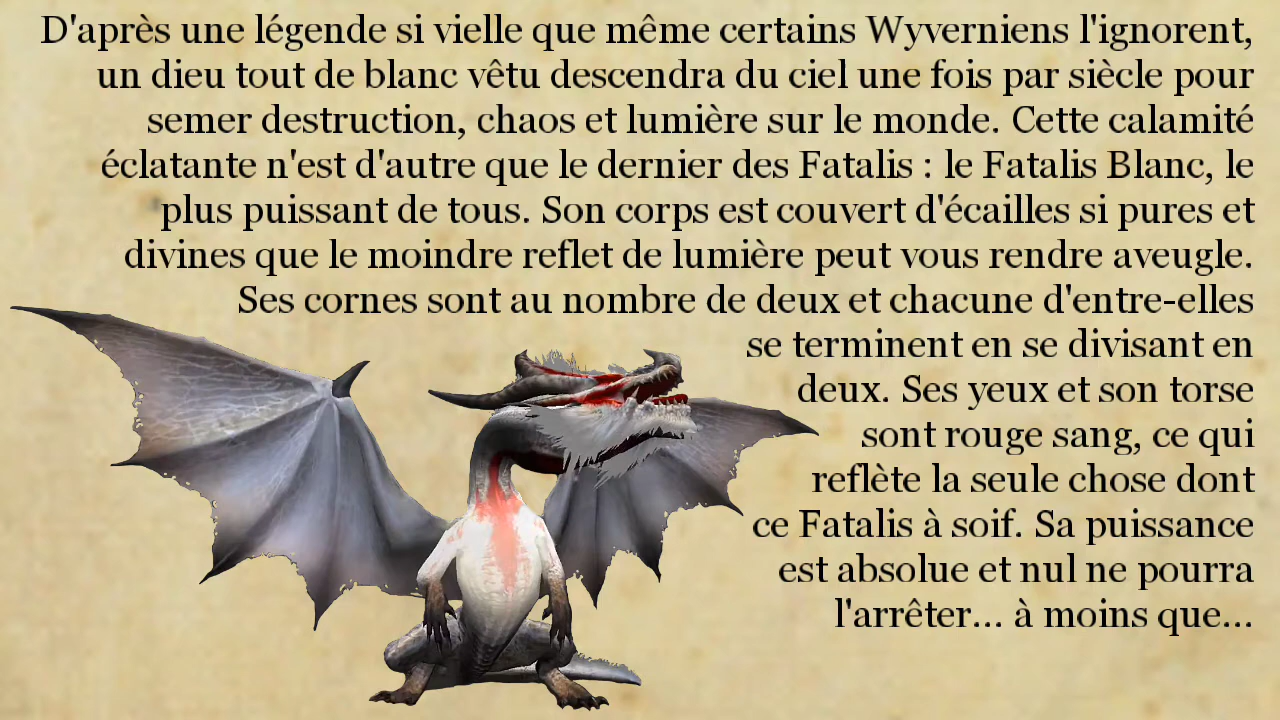 D'après une légende si vielle que même certains Wyverniens l'ignorent,
un dieu tout de blanc vêtu descendra du ciel une fois par siècle pour
semer destruction, chaos et lumière sur le monde. Cette calamité
éclatante n'est d'autre que le dernier des Fatalis : le Fatalis Blanc, le
plus puissant de tous. Son corps est couvert d'écailles si pures et
divines que le moindre reflet de lumière peut vous rendre aveugle.
Ses cornes sont au nombre de deux et chacune d'entre-elles
se terminent en se divisant en
deux. Ses yeux et son torse
sont rouge sang, ce qui
reflète la seule chose dont
ce Fatalis à soif. Sa puissance
est absolue et nul ne pourra
l'arrêter... à moins que...